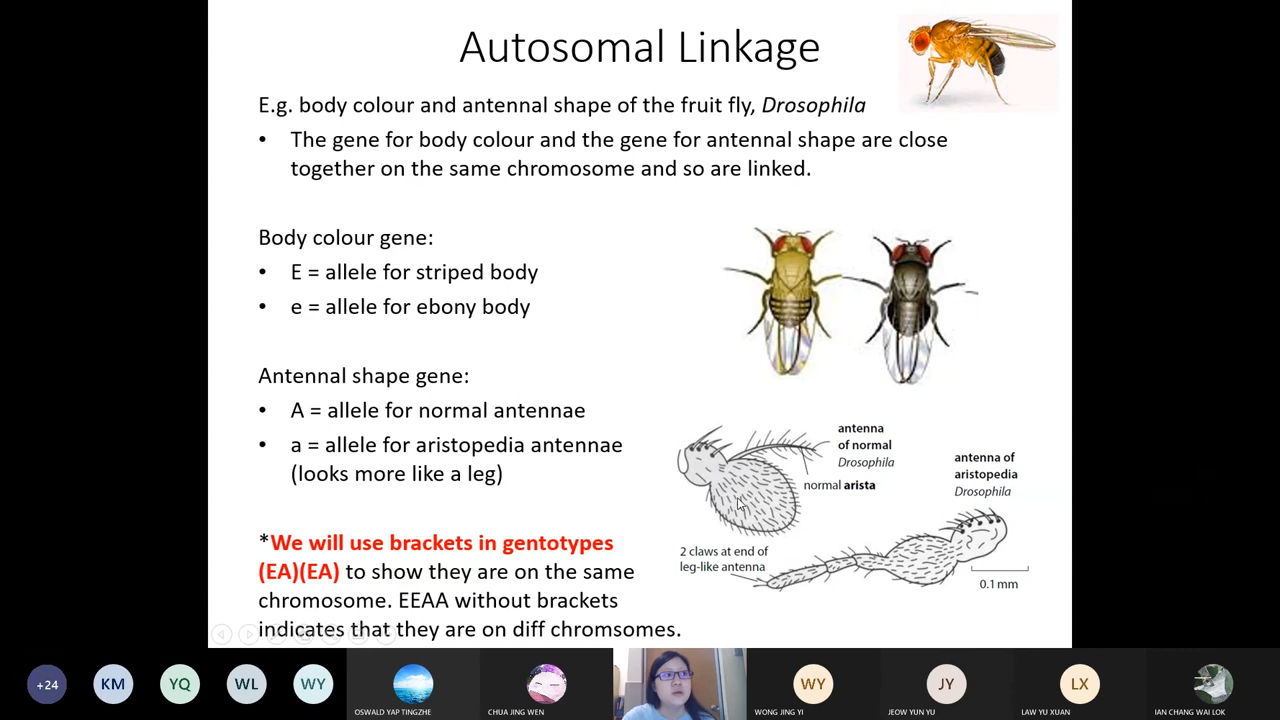 Autosomal Linkage
E.g. body colour and antennal shape of the fruit fly, Drosophila
• The gene for body colour and the gene for antennal shape are close
together on the same chromosome and so are linked.
Body colour gene:
• E = allele for striped body
• e = allele for ebony body
Antennal shape gene:
• A = allele for normal antennae
• a = allele for aristopedia antennae
(looks more like a leg)
*We will use brackets in gentotypes
(EA)(EA) to show they are on the same
chromosome. EEAA without brackets
indicates that they are on diff chromsomes.
antenna
of normal
Drosophila
normal arista
antenna of
aristopedia
Drosophila
2 claws at end of
leg-like antenna
0.1 mm
+24
KM
YQ
WL
WY
OSWALD YAP TINGZHE
CHUA JING WEN
WY
WONG JING YI
JY
JEOW YUN YU
LX
LAW YU XUAN
IAN CHANG WAI LOK